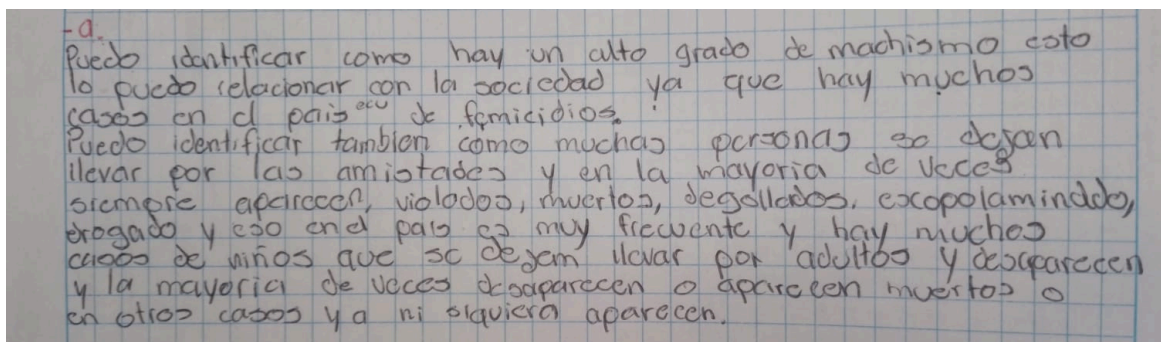 -a.
Puedo idantificar como hay un alto grado de machismo esto
lo puedo relacionar con la sociedad ya que hay muchos
casos en el pais ecu de femicidios.
Puedo identificar tambien como muchas personas se dejan
llevar por las amistades y en la mayoria de veces
siempre aparecen, violados, muertos, degollados, escopolaminado,
drogado y eso en el pais es muy frecuente y hay muchos
casos de niños que se dejem llevar por adultos y desaparecen
y la mayoria de veces desaparecen o aparecen muertos o
en otros casos ya ni siquiera aparecen.